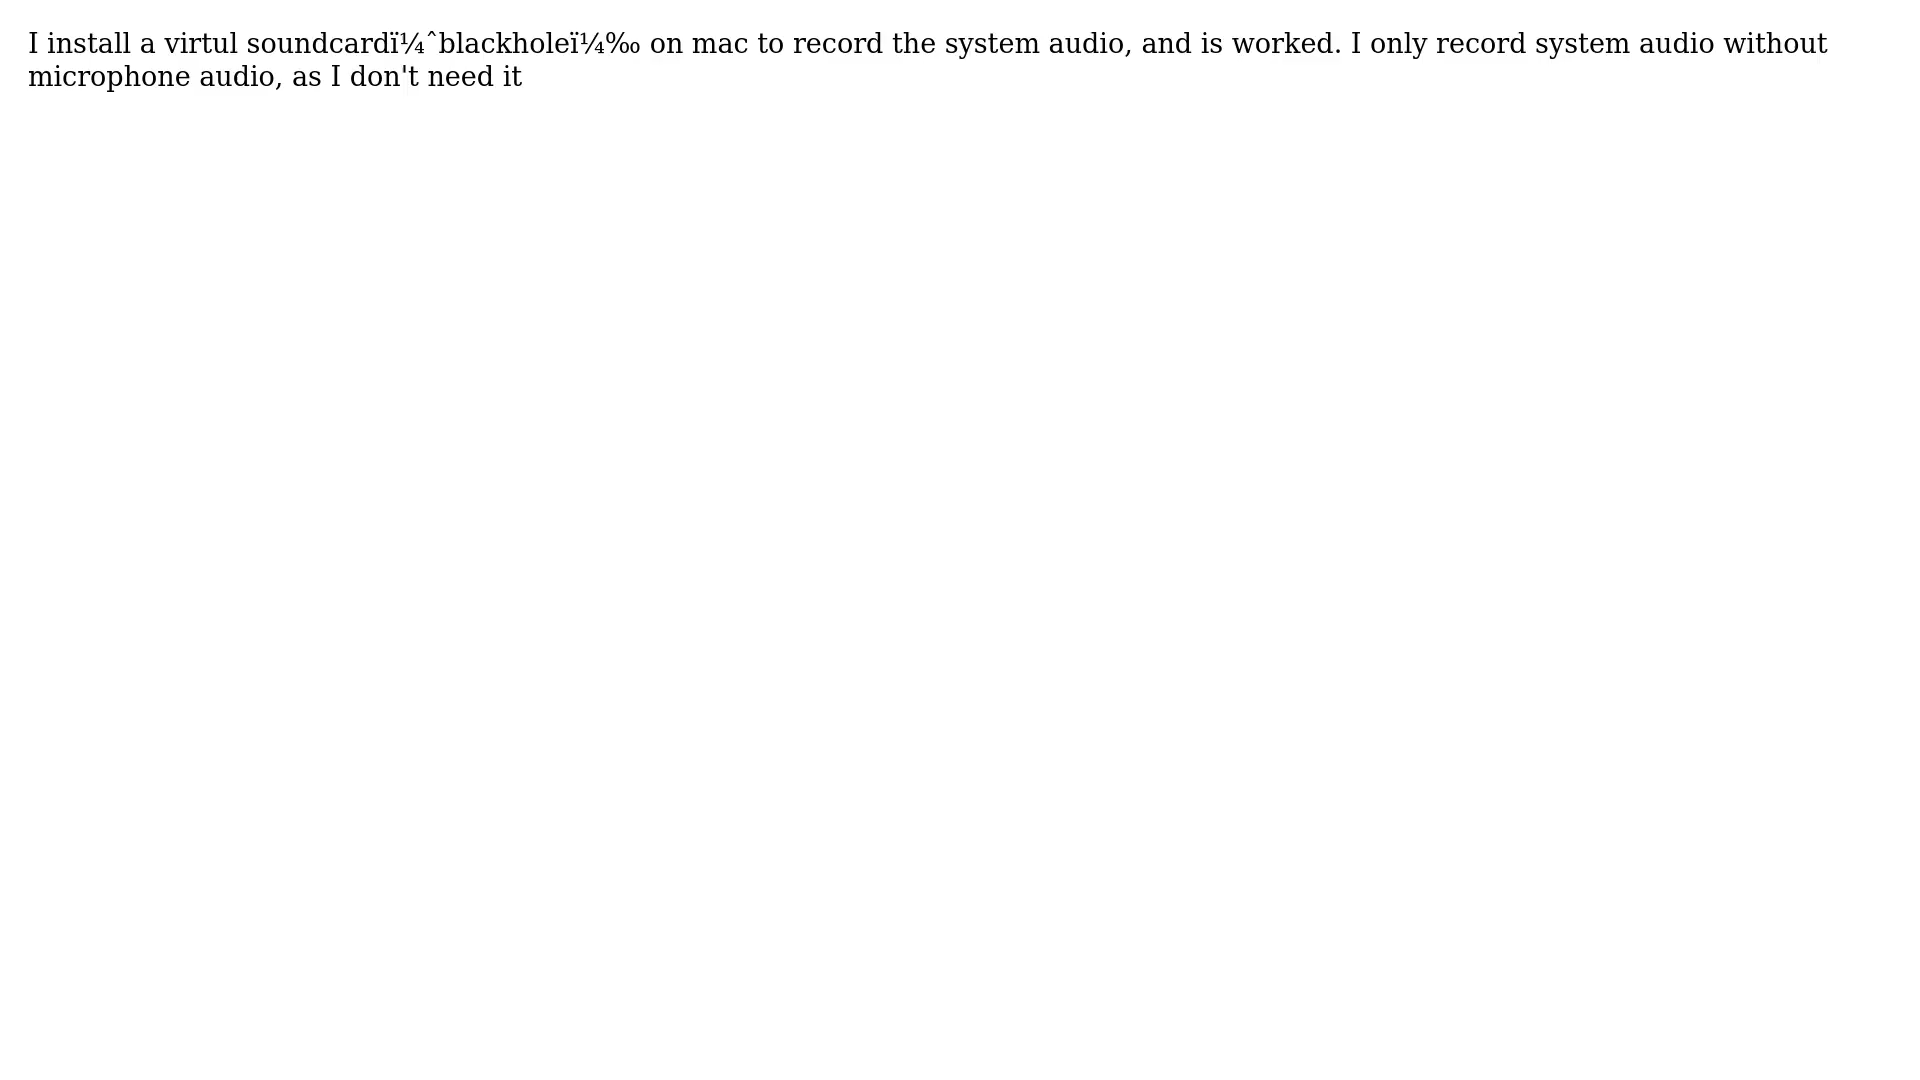 I install a virtul soundcardï¼ˆblackholeï¼‰ on mac to record the system audio, and is worked. I only record system audio without
microphone audio, as I don't need it